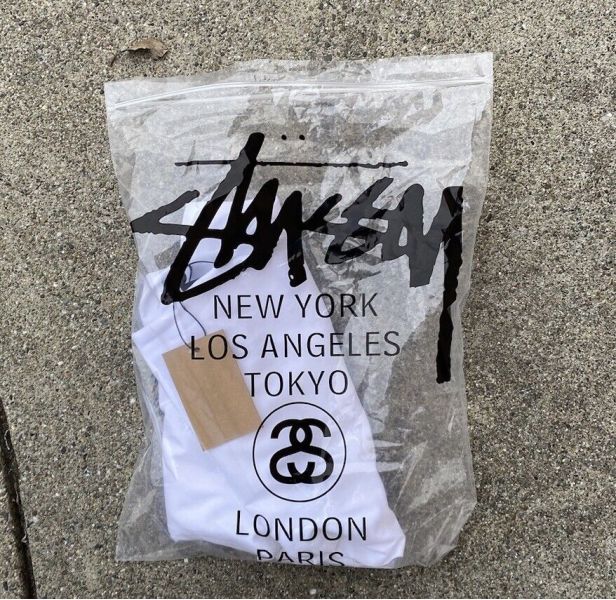 STÜSSY
NEW YORK
LOS ANGELES
TOKYO
LONDON
PARIS